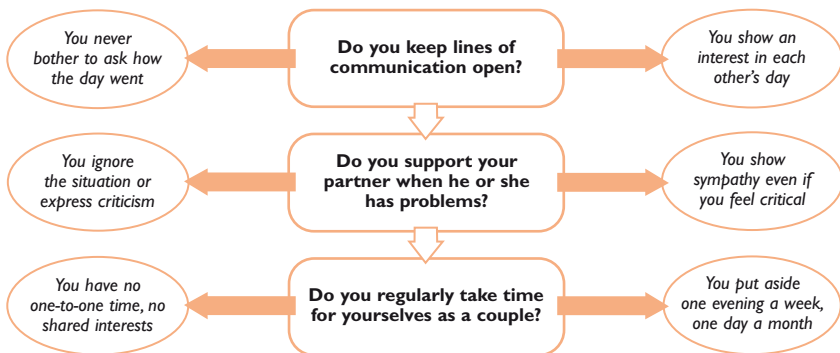 You never
bother to ask how
the day went
Do you keep lines of
communication open?
You show an
interest in each
other's day
You ignore
the situation or
express criticism
Do you support your
partner when he or she
has problems?
You show
sympathy even if
you feel critical
You have no
one-to-one time, no
shared interests
Do you regularly take time
for yourselves as a couple?
You put aside
one evening a week,
one day a month